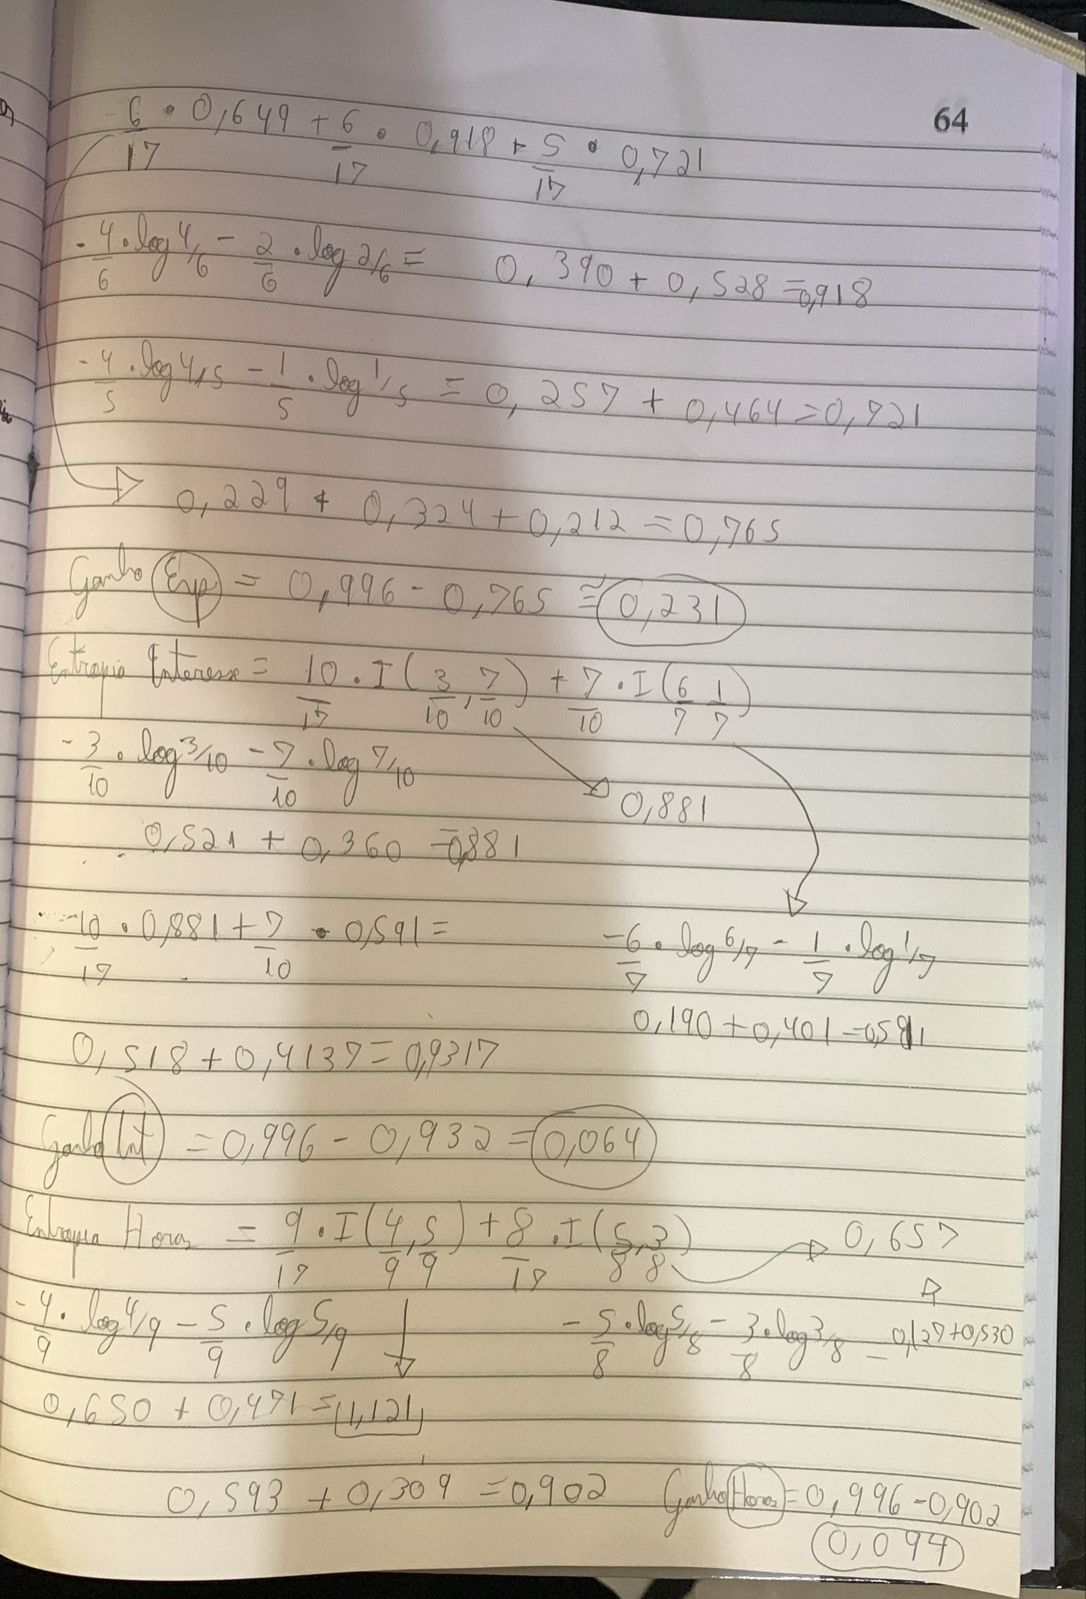 64
6/17 • 0,649 + 6/17 • 0,918 + 5/17 • 0,721
-4/6 • log 4/6 - 2/6 • log 2/6 = 0,390 + 0,528 = 0,918
-4/5 • log 4/5 - 1/5 • log 1/5 = 0,257 + 0,464 = 0,721
0,229 + 0,324 + 0,212 = 0,765
Ganho Exp = 0,996 - 0,765 = 0,231
Entropia Interesse = 10/17 • I(3/10, 7/10) + 7/10 • I(6/7 1/7)
-3/10 • log 3/10 - 7/10 • log 7/10
0,881
0,521 + 0,360 = 0,881
-10/17 • 0,881 + 7/10 • 0,591 =
-6/7 • log 6/7 - 1/7 • log 1/7
0,190 + 0,401 = 0,591
0,518 + 0,4137 = 0,9317
Ganho Int = 0,996 - 0,932 = 0,064
Entropia Horas = 9/17 • I(4/9, 5/9) + 8/17 • I(5/8, 3/8) 0,657
-4/9 • log 4/9 - 5/9 • log 5/9
-5/8 • log 5/8 - 3/8 • log 3/8 = 0,127 + 0,530
0,650 + 0,471 = 1,121
0,593 + 0,309 = 0,902
Ganho Horas = 0,996 - 0,902
0,094